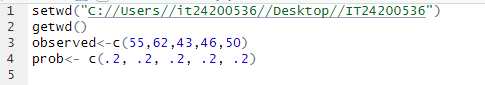 1 setwd("C://Users//it24200536//Desktop//IT24200536")
2 getwd()
3 observed<-c(55,62,43,46,50)
4 prob<- c(.2, .2, .2, .2, .2)
5